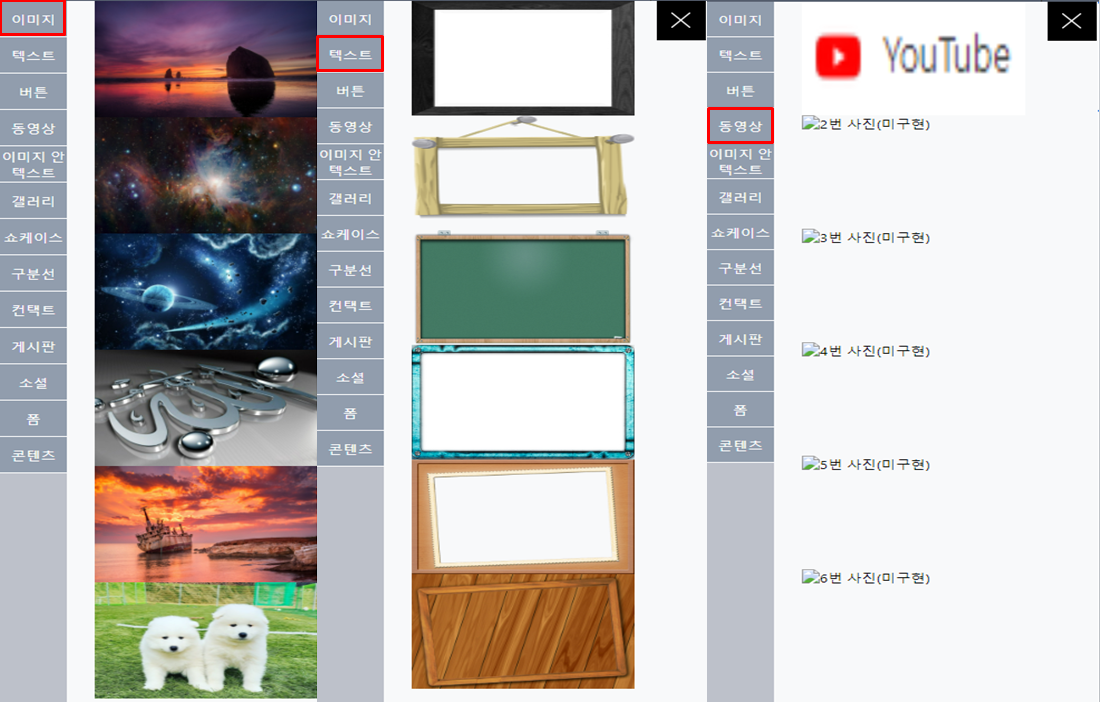 이미지
텍스트
버튼
동영상
이미지 안
텍스트
갤러리
쇼케이스
구분선
컨택트
게시판
소셜
폼
콘텐츠
이미지
텍스트
버튼
동영상
이미지 안
텍스트
갤러리
쇼케이스
구분선
컨택트
게시판
소셜
폼
콘텐츠
이미지
텍스트
버튼
동영상
이미지 안
텍스트
갤러리
쇼케이스
구분선
컨택트
게시판
소셜
폼
콘텐츠
YouTube
2번 사진(미구현)
3번 사진(미구현)
4번 사진(미구현)
5번 사진(미구현)
6번 사진(미구현)